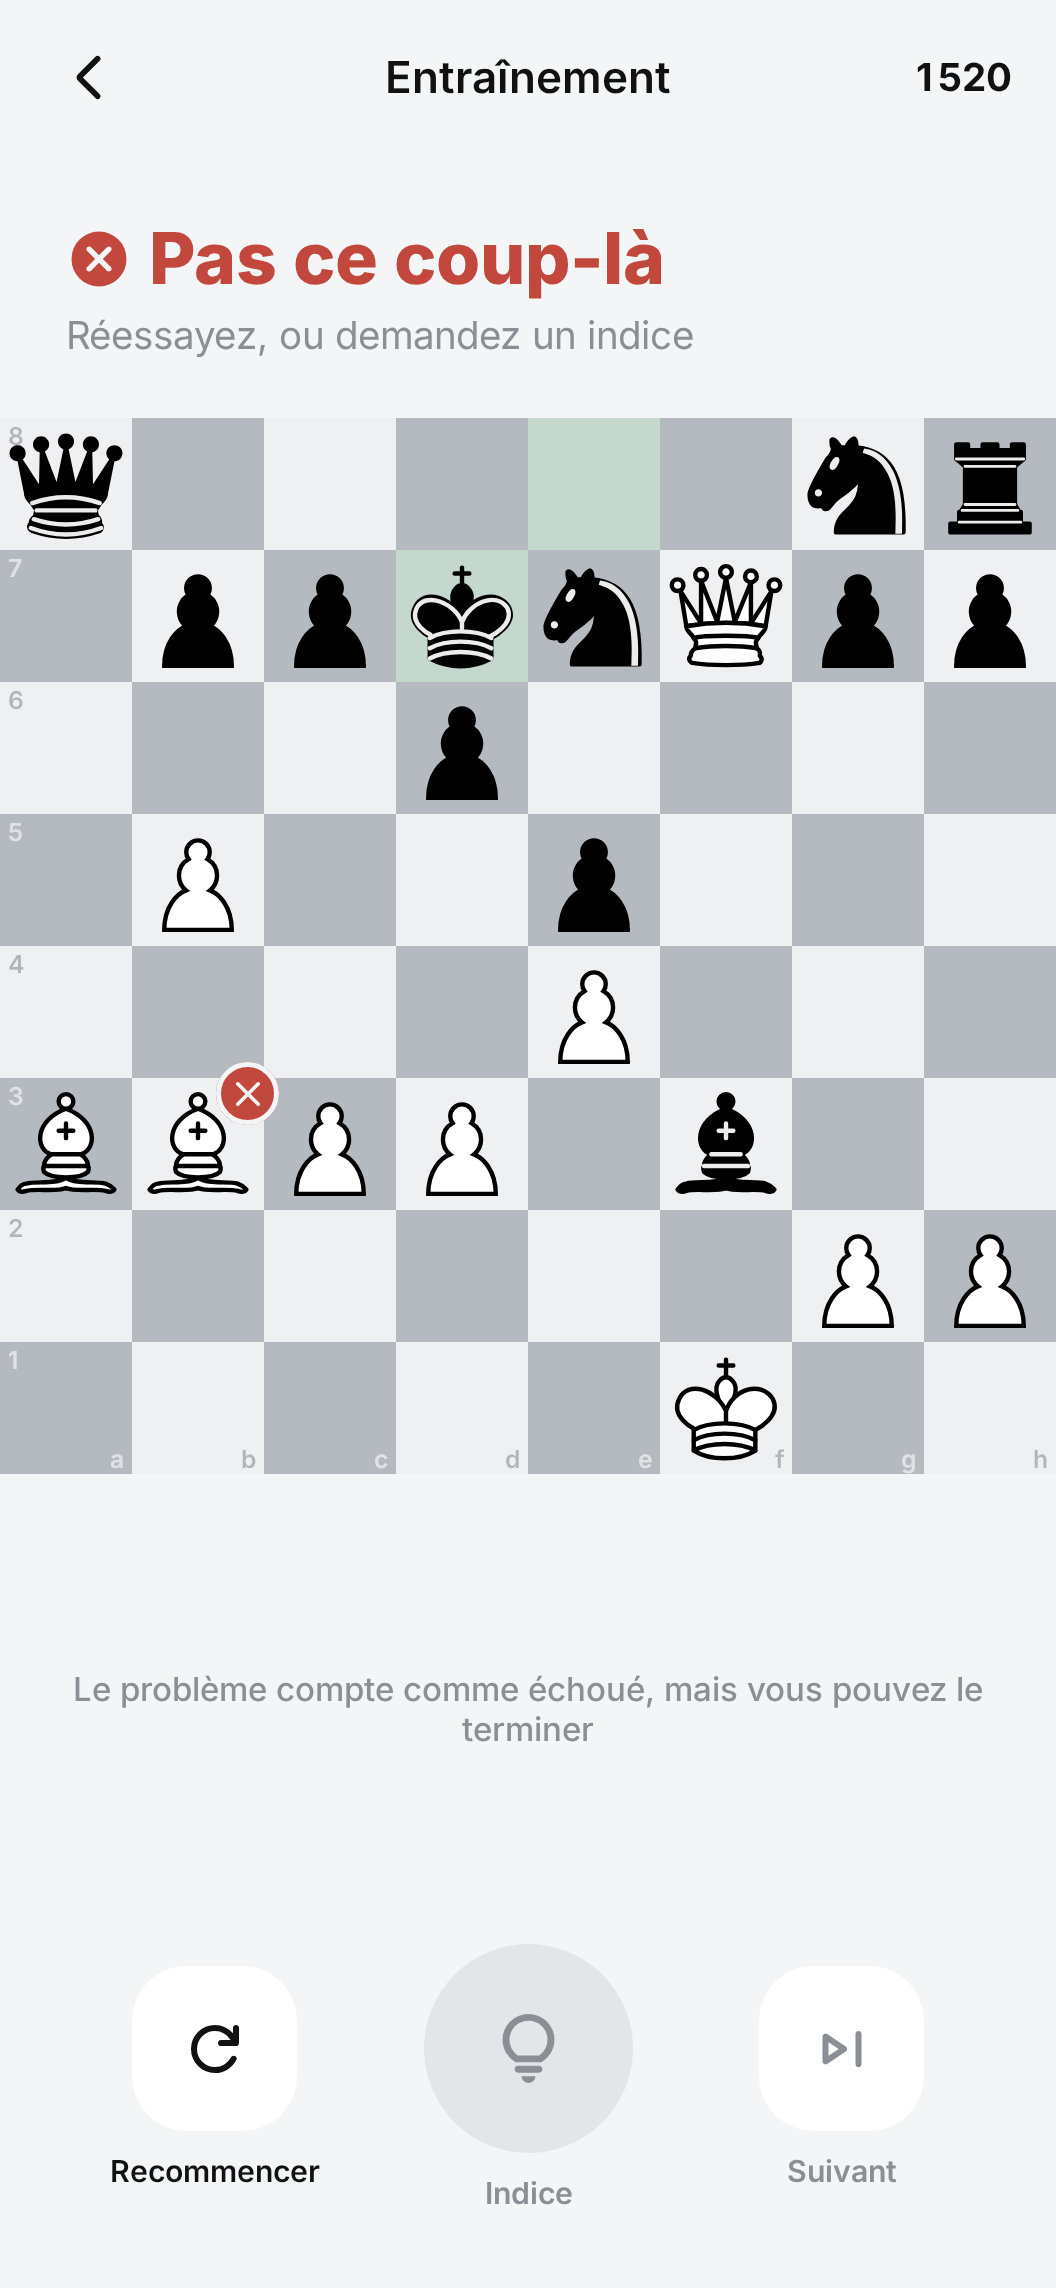 Entraînement
1520
Pas ce coup-là
Réessayez, ou demandez un indice
8
7
6
5
4
3
2
1
a b c d e f g h
Le problème compte comme échoué, mais vous pouvez le
terminer
Recommencer
Indice
Suivant